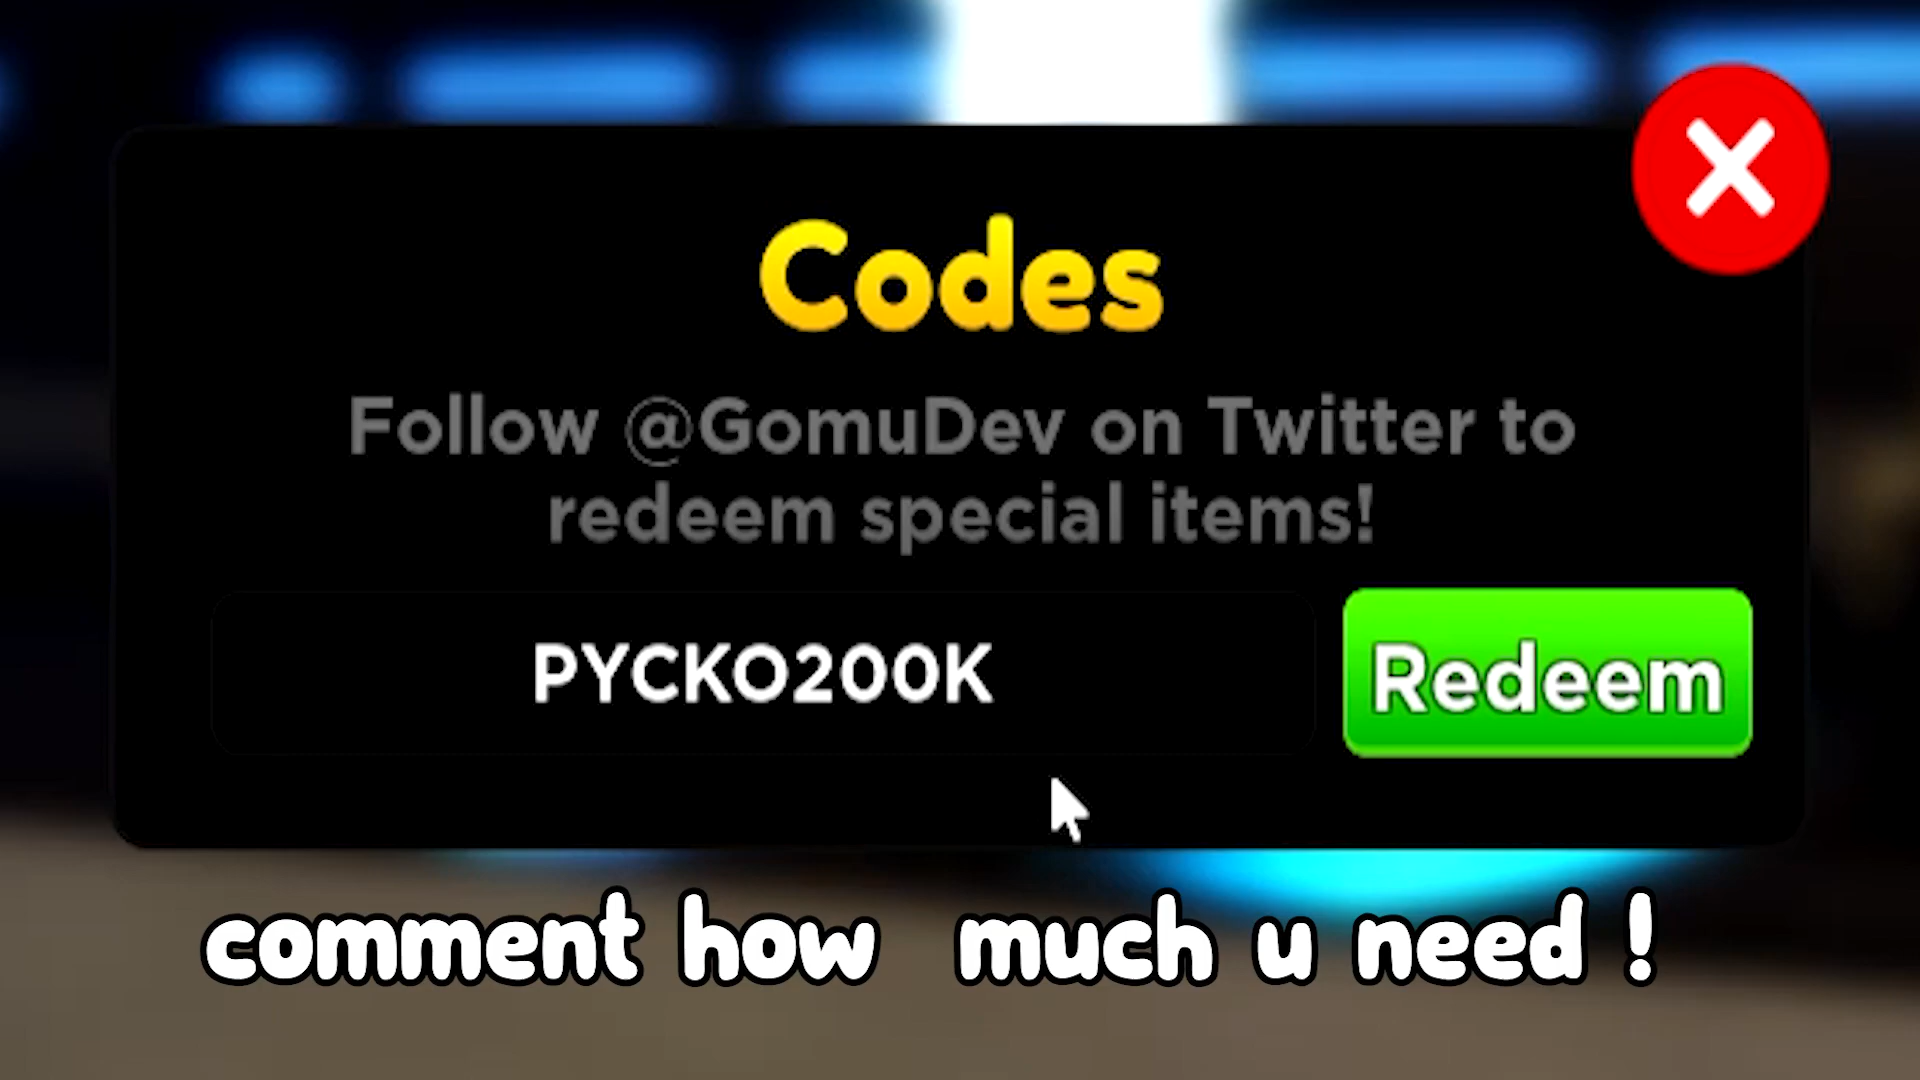 Codes
Follow @GomuDev on Twitter to
redeem special items!
PYCKO200K
Redeem
comment how much u need !